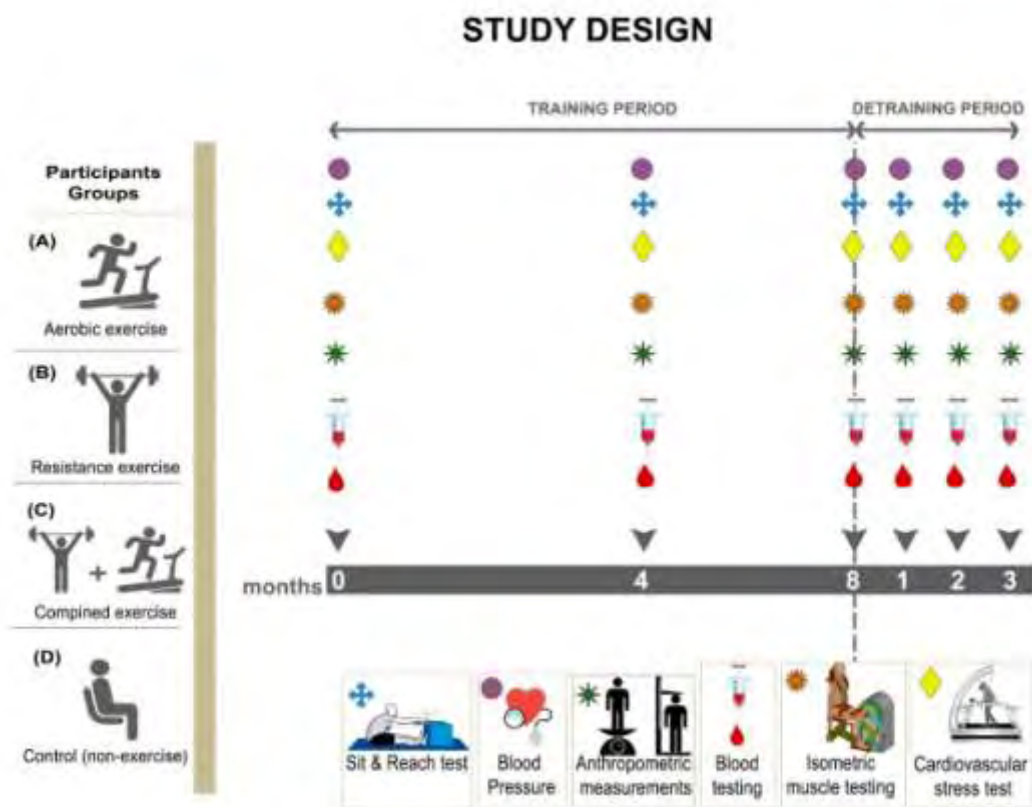 STUDY DESIGN
TRAINING PERIOD
DETRAINING PERIOD
Participants
Groups
(A)
Aerobic exercise
(B)
Resistance exercise
(C)
+
Compined exercise
(D)
Control (non-exercise)
months 0 4 8 1 2 3
Sit & Reach test
Blood
Pressure
Anthropometric
measurements
Blood
testing
Isometric
muscle testing
Cardiovascular
stress test